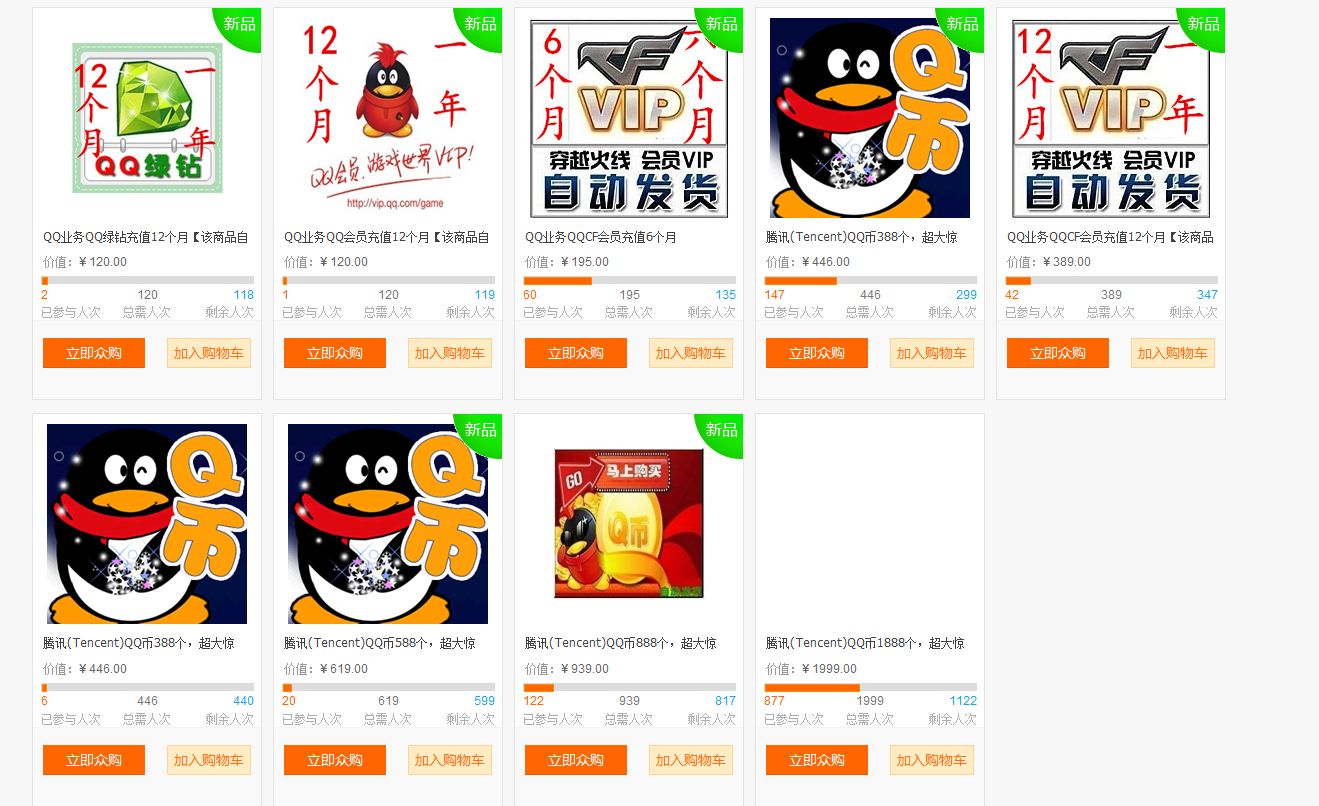 新品
12个月
一年
QQ绿钻
QQ业务QQ绿钻充值12个月【该商品自
价值：￥120.00
2 120 118
已参与人次 总需人次 剩余人次
立即众购 加入购物车
新品
12个月
一年
QQ会员.游戏世界VIP!
http://vip.qq.com/game
QQ业务QQ会员充值12个月【该商品自
价值：￥120.00
1 120 119
已参与人次 总需人次 剩余人次
立即众购 加入购物车
新品
6个月
六个月
CF
VIP
穿越火线 会员VIP
自动发货
QQ业务QQCF会员充值6个月
价值：￥195.00
60 195 135
已参与人次 总需人次 剩余人次
立即众购 加入购物车
新品
Q币
腾讯(Tencent)QQ币388个，超大惊
价值：￥446.00
147 446 299
已参与人次 总需人次 剩余人次
立即众购 加入购物车
新品
12个月
一年
CF
VIP
穿越火线 会员VIP
自动发货
QQ业务QQCF会员充值12个月【该商品
价值：￥389.00
42 389 347
已参与人次 总需人次 剩余人次
立即众购 加入购物车
Q币
腾讯(Tencent)QQ币388个，超大惊
价值：￥446.00
6 446 440
已参与人次 总需人次 剩余人次
立即众购 加入购物车
新品
Q币
腾讯(Tencent)QQ币588个，超大惊
价值：￥619.00
20 619 599
已参与人次 总需人次 剩余人次
立即众购 加入购物车
新品
GO
马上购买
Q币
腾讯(Tencent)QQ币888个，超大惊
价值：￥939.00
122 939 817
已参与人次 总需人次 剩余人次
立即众购 加入购物车
腾讯(Tencent)QQ币1888个，超大惊
价值：￥1999.00
877 1999 1122
已参与人次 总需人次 剩余人次
立即众购 加入购物车